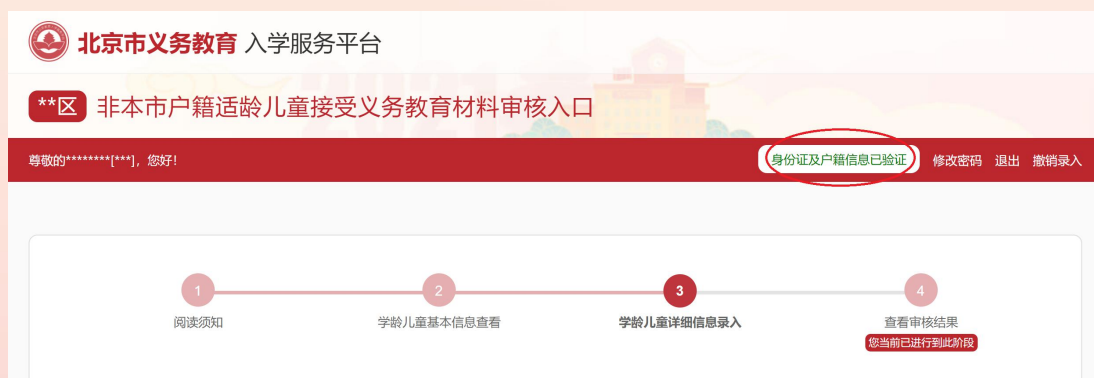 北京市义务教育 入学服务平台
**区 非本市户籍适龄儿童接受义务教育材料审核入口
尊敬的********[***]，您好！ 身份证及户籍信息已验证 修改密码 退出 撤销录入
1 2 3 4
阅读须知 学龄儿童基本信息查看 学龄儿童详细信息录入 查看审核结果
您当前已进行到此阶段